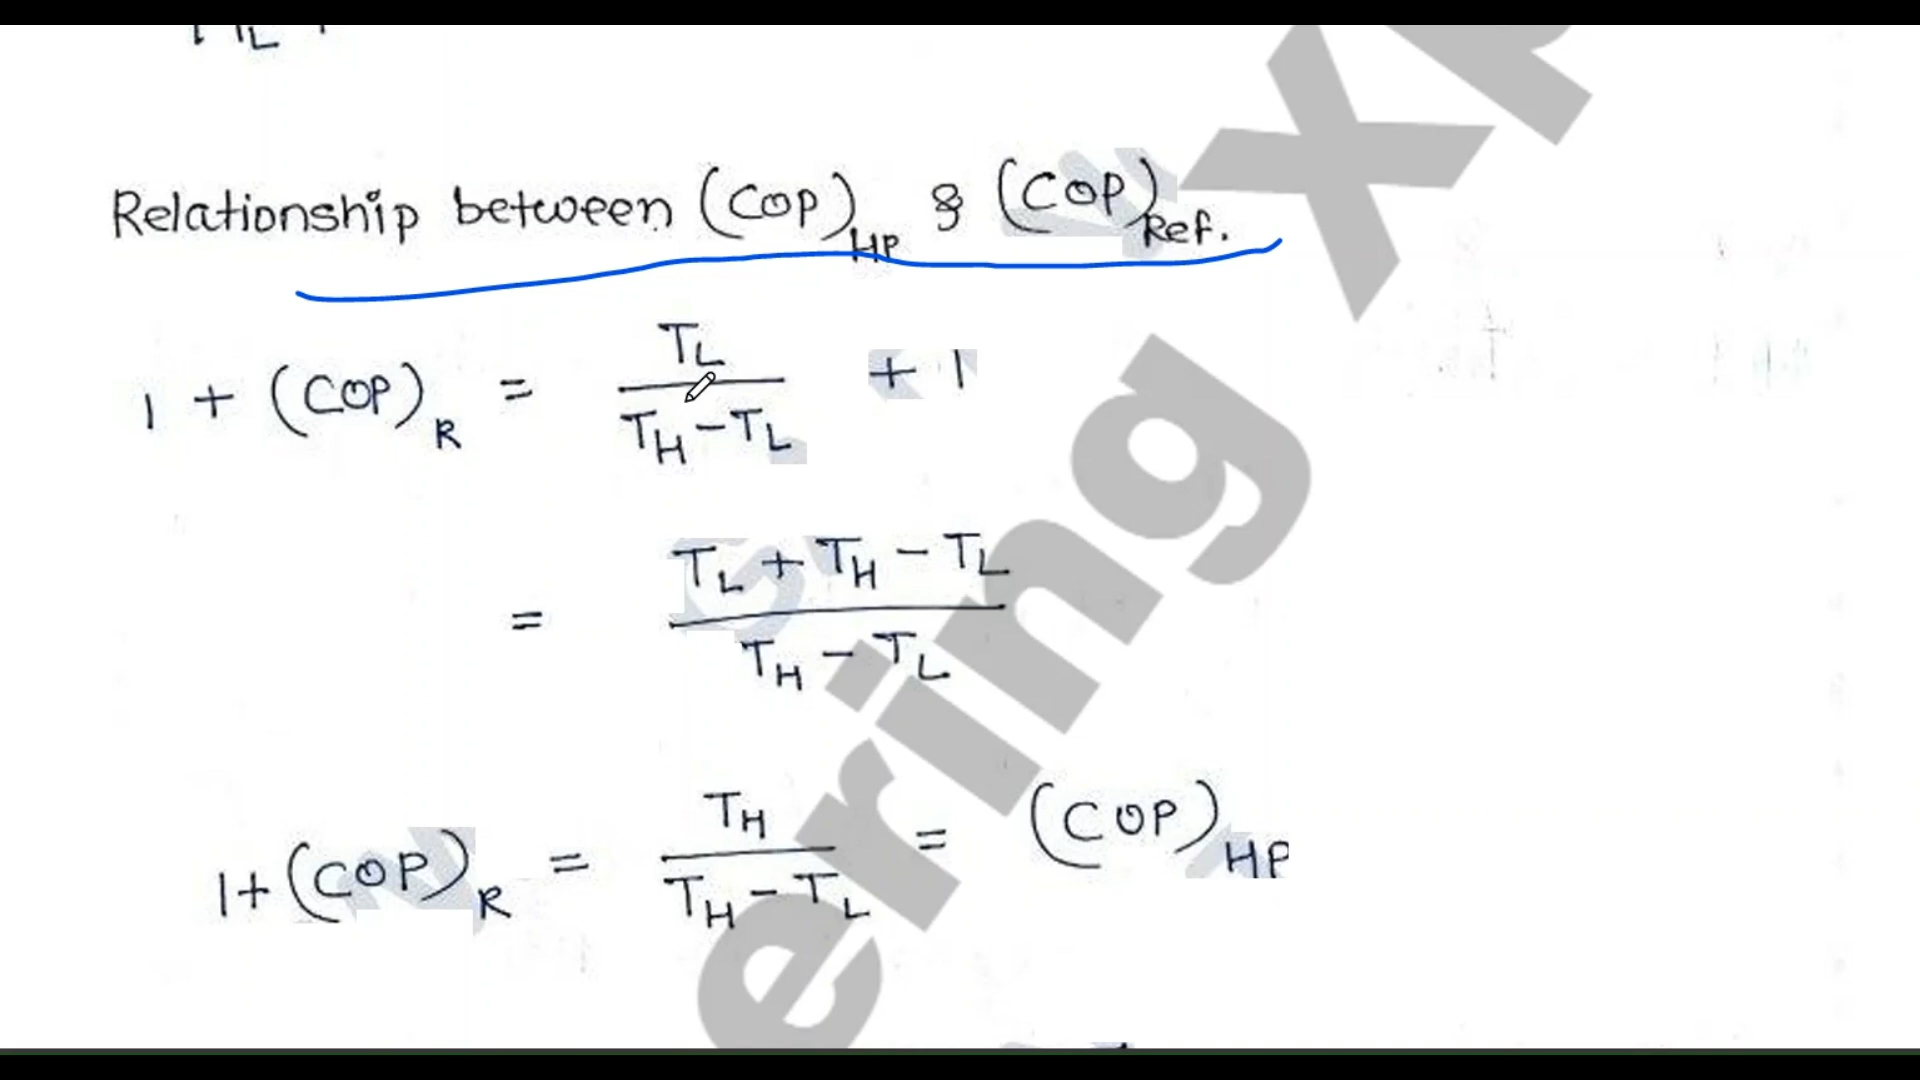 Relationship between (COP)HP & (COP)Ref.
1 + (COP)R = TL / (TH - TL) + 1
= (TL + TH - TL) / (TH - TL)
1 + (COP)R = TH / (TH - TL) = (COP)HP
ering